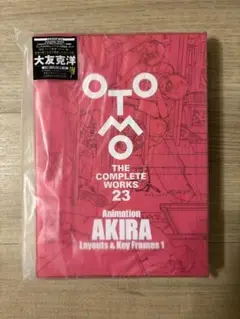 大友克洋
OTOMO
THE
COMPLETE
WORKS
23
Animation
AKIRA
Layouts & Key Frames 1